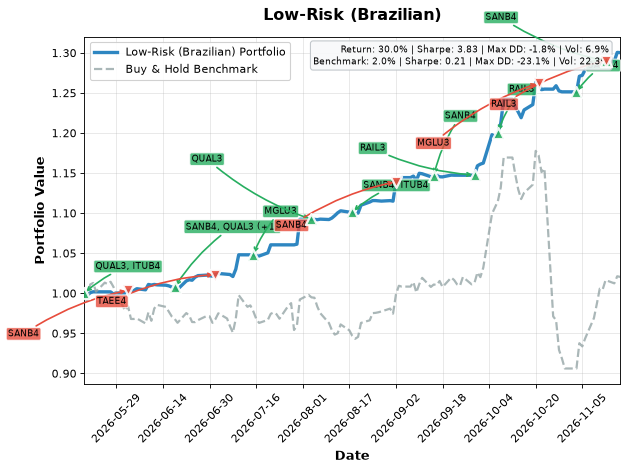 Low-Risk (Brazilian)
SANB4
Low-Risk (Brazilian) Portfolio
Buy & Hold Benchmark
Return: 30.0% | Sharpe: 3.83 | Max DD: -1.8% | Vol: 6.9%
Benchmark: 2.0% | Sharpe: 0.21 | Max DD: -23.1% | Vol: 22.3
4
RAIL3
RAIL3
SANB4
MGLU3
RAIL3
QUAL3
SANB4, ITUB4
MGLU3
SANB4
SANB4, QUAL3 (+1
QUAL3, ITUB4
TAEE4
SANB4
1.30
1.25
1.20
1.15
1.10
1.05
1.00
0.95
0.90
Portfolio Value
2026-05-29
2026-06-14
2026-06-30
2026-07-16
2026-08-01
2026-08-17
2026-09-02
2026-09-18
2026-10-04
2026-10-20
2026-11-05
Date